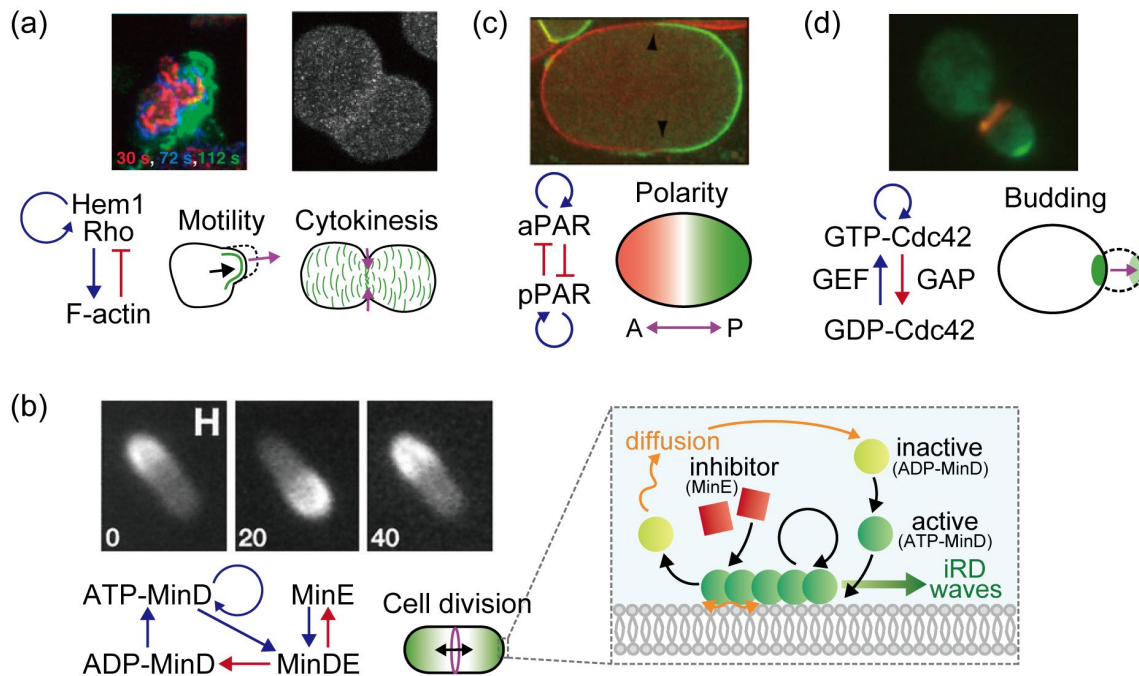 (a)
30 s, 72 s,112 s
Hem1
Rho
F-actin
Motility
Cytokinesis
(c)
aPAR
pPAR
Polarity
A
P
(d)
GTP-Cdc42
GEF
GAP
GDP-Cdc42
Budding
(b)
H
0
20
40
ATP-MinD
MinE
ADP-MinD
MinDE
Cell division
diffusion
inhibitor
(MinE)
inactive
(ADP-MinD)
active
(ATP-MinD)
iRD
waves